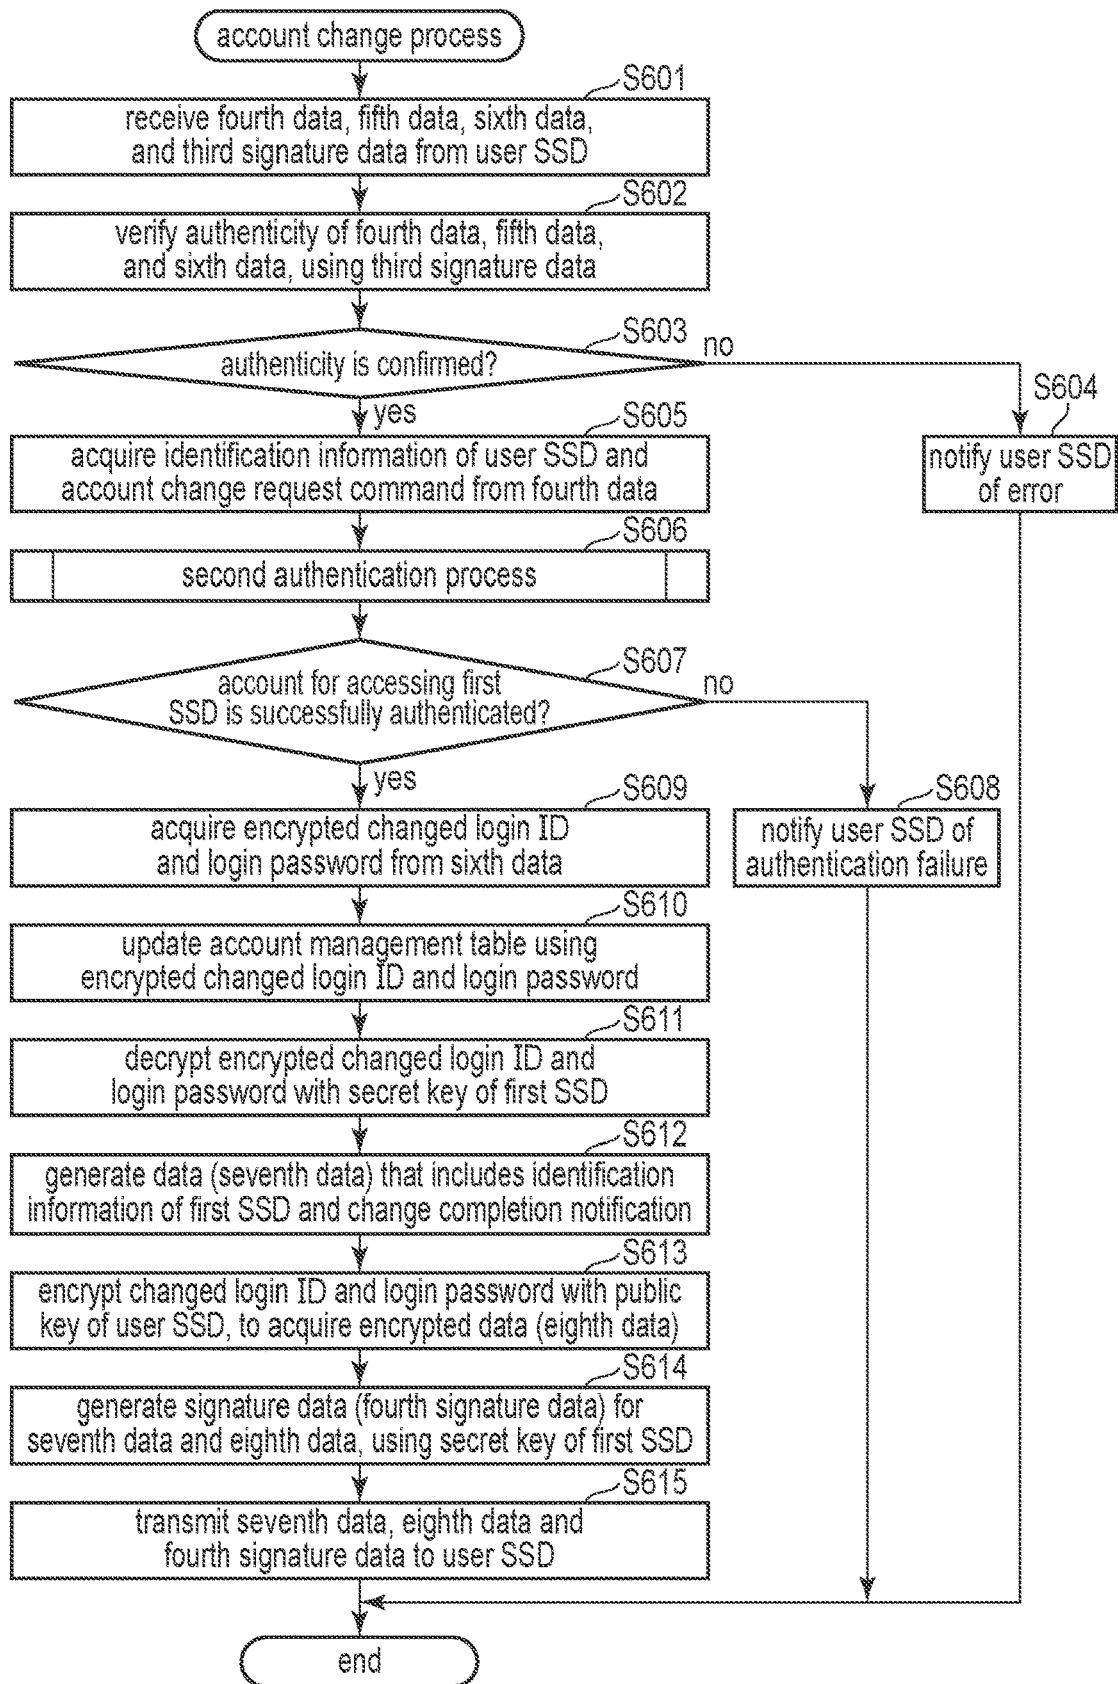 account change process
S601
receive fourth data, fifth data, sixth data,
and third signature data from user SSD
S602
verify authenticity of fourth data, fifth data,
and sixth data, using third signature data
S603
authenticity is confirmed?
no
yes
S604
notify user SSD
of error
S605
acquire identification information of user SSD and
account change request command from fourth data
S606
second authentication process
S607
account for accessing first
SSD is successfully authenticated?
no
yes
S608
notify user SSD of
authentication failure
S609
acquire encrypted changed login ID
and login password from sixth data
S610
update account management table using
encrypted changed login ID and login password
S611
decrypt encrypted changed login ID and
login password with secret key of first SSD
S612
generate data (seventh data) that includes identification
information of first SSD and change completion notification
S613
encrypt changed login ID and login password with public
key of user SSD, to acquire encrypted data (eighth data)
S614
generate signature data (fourth signature data) for
seventh data and eighth data, using secret key of first SSD
S615
transmit seventh data, eighth data and
fourth signature data to user SSD
end